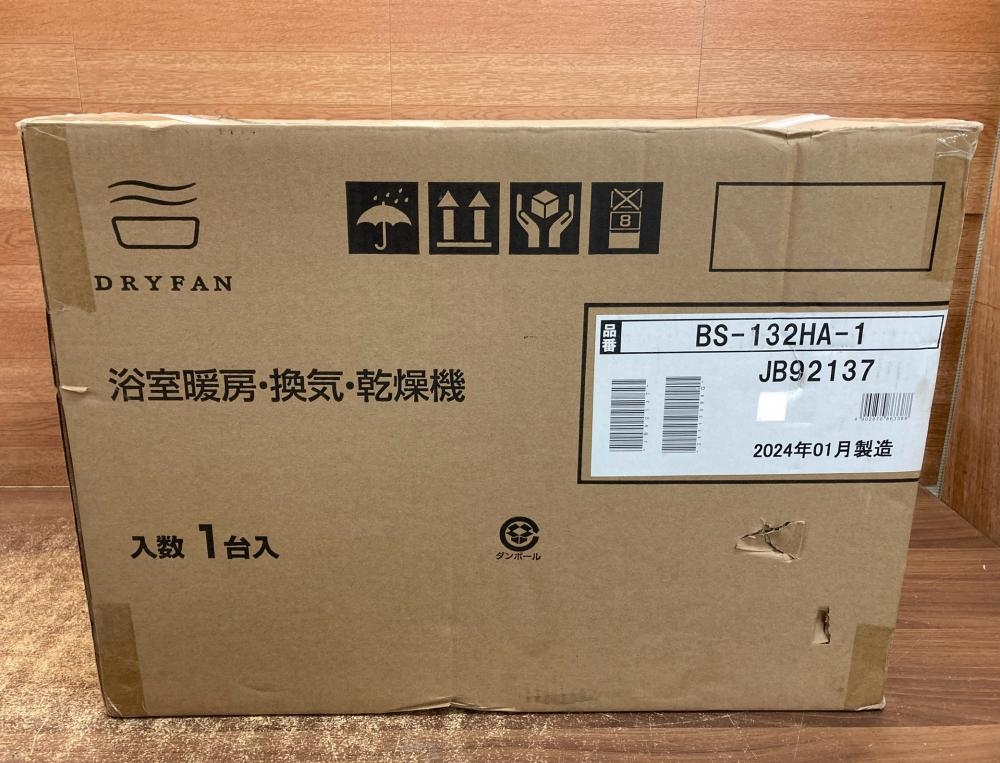 DRYFAN
8
品番 BS-132HA-1
JB92137
2024年01月製造
浴室暖房・換気・乾燥機
入数 1台入
ダンボール